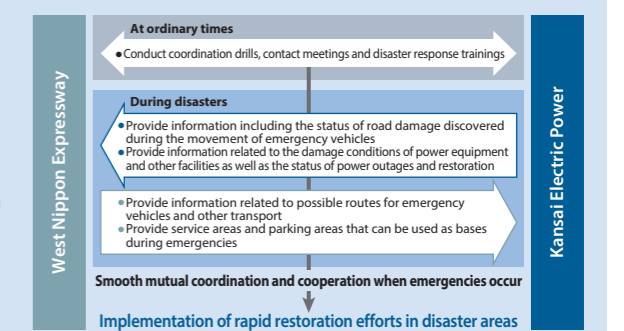 West Nippon Expressway
At ordinary times
●Conduct coordination drills, contact meetings and disaster response trainings
During disasters
●Provide information including the status of road damage discovered
during the movement of emergency vehicles
●Provide information related to the damage conditions of power equipment
and other facilities as well as the status of power outages and restoration
●Provide information related to possible routes for emergency
vehicles and other transport
●Provide service areas and parking areas that can be used as bases
during emergencies
Smooth mutual coordination and cooperation when emergencies occur
Implementation of rapid restoration efforts in disaster areas
Kansai Electric Power